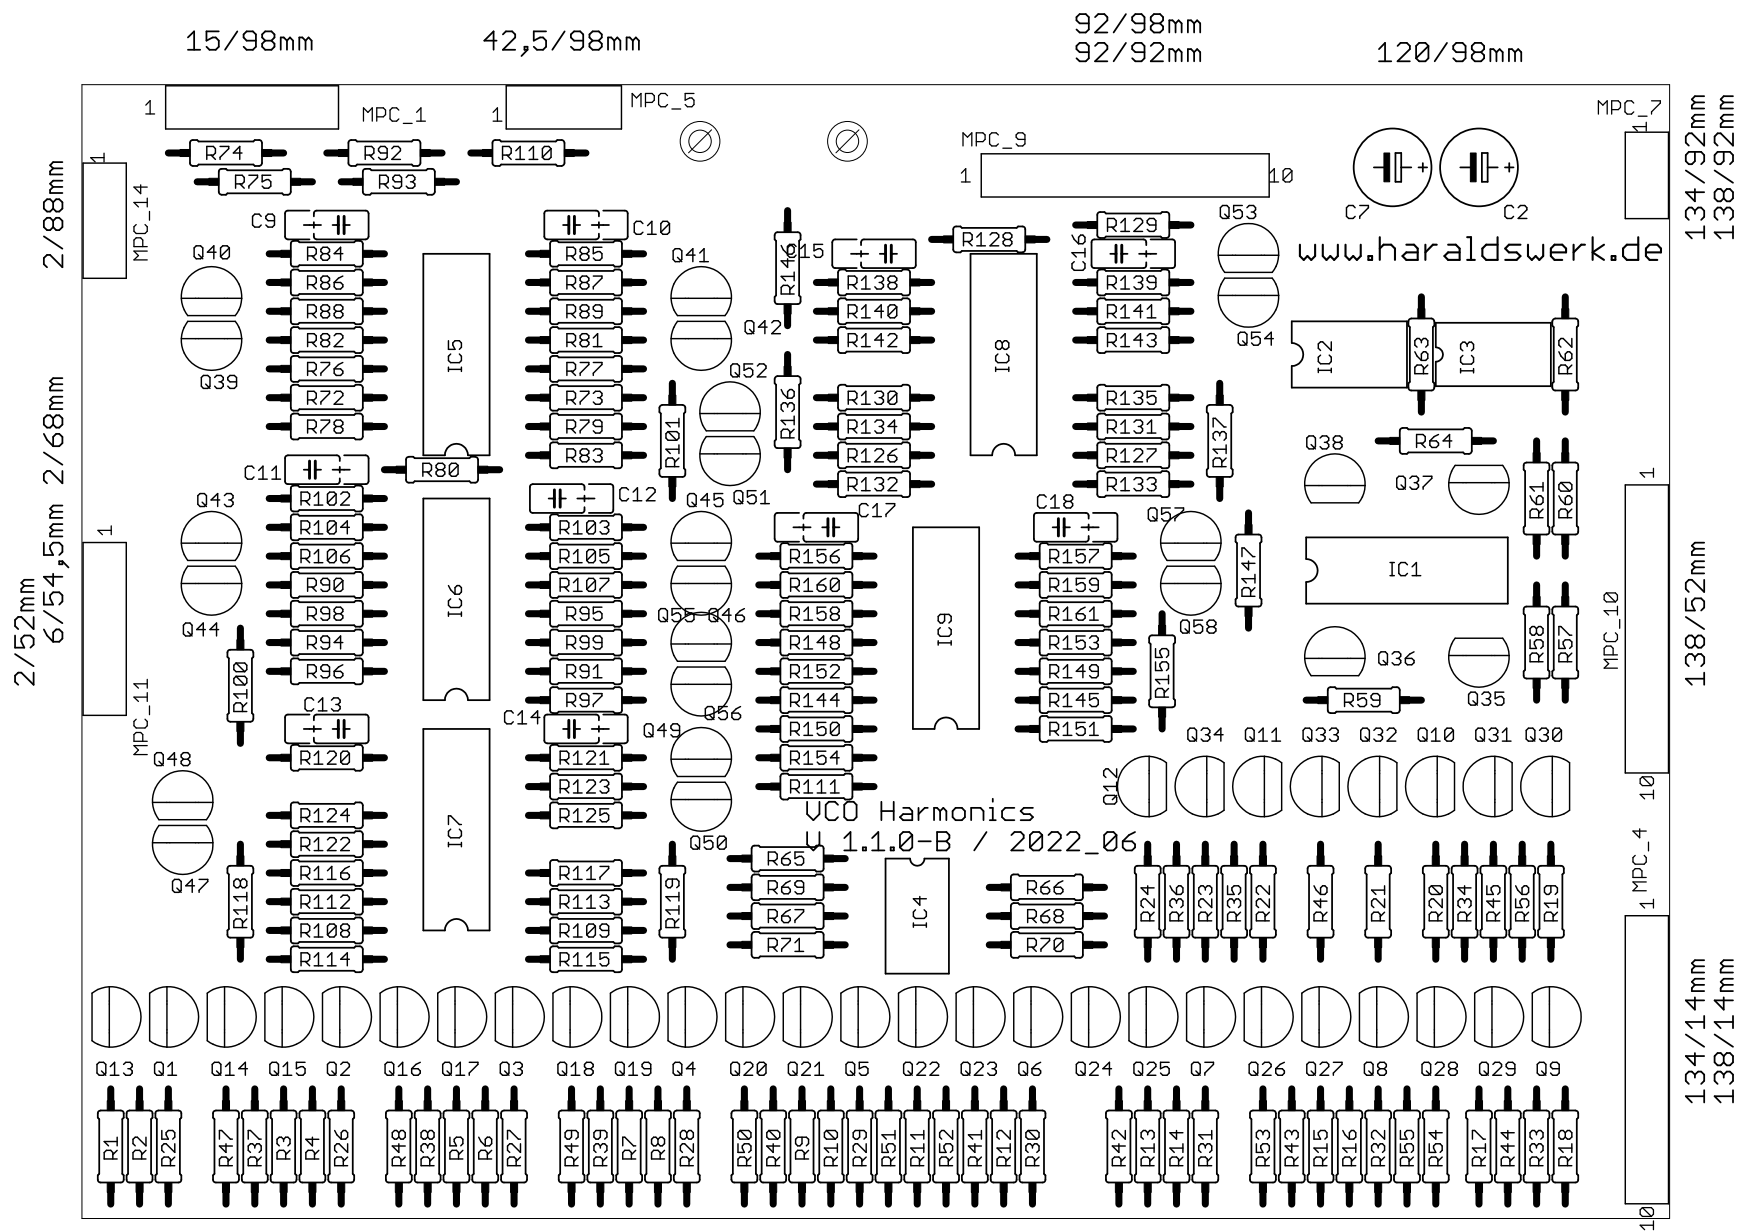 15/98mm
42,5/98mm
92/98mm
92/92mm
120/98mm
1
MPC_1
1
MPC_5
MPC_7
1
134/92mm
138/92mm
R74
R92
R110
MPC_9
1
10
R75
R93
1
MPC_14
2/88mm
C7
C2
www.haraldswerk.de
C9
C10
R146
C15
R128
R129
C16
Q53
Q40
R84
R85
Q41
R86
R87
R138
R139
R88
R89
R140
R141
R82
IC5
R81
Q42
R142
IC8
R143
Q54
IC2
R63
IC3
R62
R76
R77
Q39
R72
R73
Q52
R136
R130
R135
R78
R79
R101
R134
R131
R137
Q38
R64
2/68mm
R83
R126
R127
C11
R80
R132
R133
Q37
R61
R60
1
R102
C12
Q51
Q43
Q45
C17
C18
Q57
R104
R103
1
R106
R105
R156
R157
R147
IC1
2/52mm
6/54,5mm
R90
R107
R160
R159
138/52mm
R98
IC6
R95
Q55
Q46
R158
IC9
R161
MPC_10
Q44
R94
R99
R148
R153
Q58
R58
R57
R100
R96
R91
R152
R149
R155
Q36
R97
R144
R145
R59
Q35
MPC_11
C13
C14
Q49
Q56
R150
R151
Q34
Q11
Q33
Q32
Q10
Q31
Q30
Q48
R120
R121
R154
Q12
R123
R111
10
R124
R125
VCO Harmonics
V 1.1.0-B / 2022_06
R122
IC7
Q50
R65
MPC_4
1
Q47
R118
R116
R117
R119
R69
R66
R112
R113
R67
IC4
R68
R24
R36
R23
R35
R22
R46
R21
R20
R34
R45
R56
R19
R108
R109
R71
R70
R114
R115
134/14mm
138/14mm
Q13
Q1
Q14
Q15
Q2
Q16
Q17
Q3
Q18
Q19
Q4
Q20
Q21
Q5
Q22
Q23
Q6
Q24
Q25
Q7
Q26
Q27
Q8
Q28
Q29
Q9
R1
R2
R25
R47
R37
R3
R4
R26
R48
R38
R5
R6
R27
R49
R39
R7
R8
R28
R50
R40
R9
R10
R29
R51
R11
R52
R41
R12
R30
R42
R13
R14
R31
R53
R43
R15
R16
R32
R55
R54
R17
R44
R33
R18
10